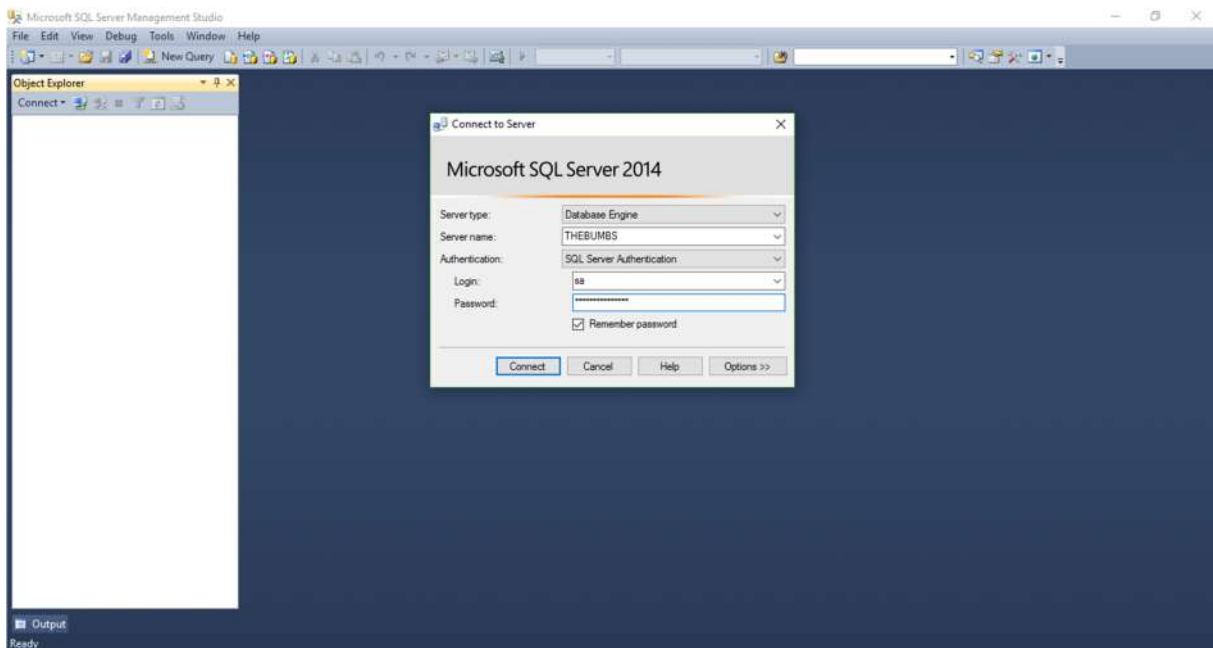 Microsoft SQL Server Management Studio
File Edit View Debug Tools Window Help
New Query
Object Explorer
Connect
Connect to Server
Microsoft SQL Server 2014
Server type: Database Engine
Server name: THEBUMBS
Authentication: SQL Server Authentication
Login: sa
Password: ***************
Remember password
Connect Cancel Help Options >>
Output
Ready